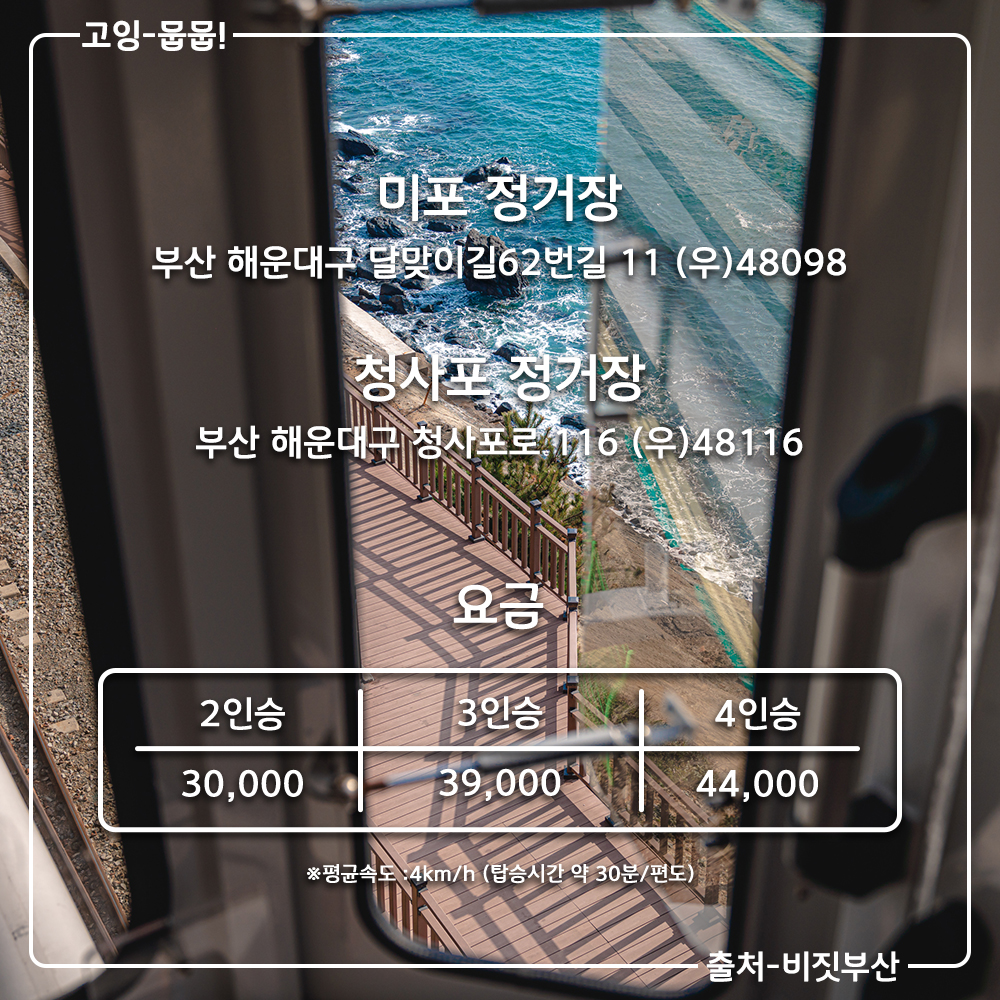 고잉-뭅뭅!
미포 정거장
부산 해운대구 달맞이길62번길 11 (우)48098
청사포 정거장
부산 해운대구 청사포로 116 (우)48116
요금
2인승 3인승 4인승
30,000 39,000 44,000
※평균속도 :4km/h (탑승시간 약 30분/편도)
출처-비짓부산